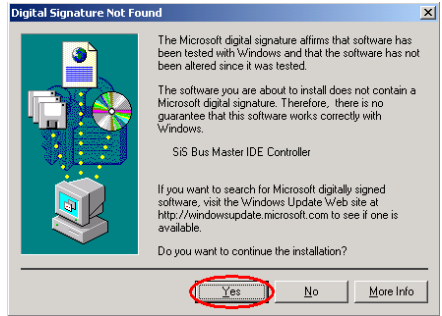 Digital Signature Not Found
The Microsoft digital signature affirms that software has
been tested with Windows and that the software has not
been altered since it was tested.
The software you are about to install does not contain a
Microsoft digital signature. Therefore, there is no
guarantee that this software works correctly with
Windows.
SiS Bus Master IDE Controller
If you want to search for Microsoft digitally signed
software, visit the Windows Update Web site at
http://windowsupdate.microsoft.com to see if one is
available.
Do you want to continue the installation?
Yes No More Info